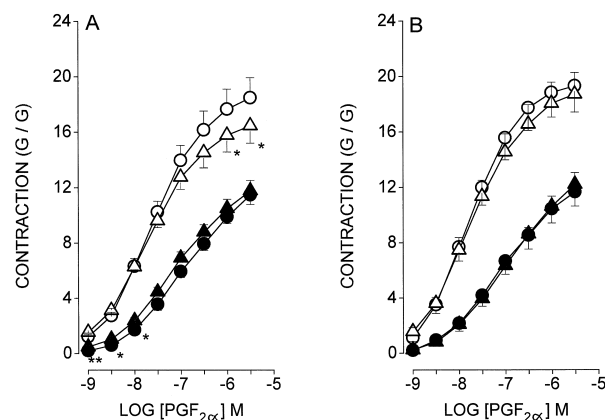 A
24
20
16
12
8
4
0
CONTRACTION (G / G)
*
*
**
*
*
-9 -8 -7 -6 -5
LOG [PGF2α] M
B
24
20
16
12
8
4
0
CONTRACTION (G / G)
-9 -8 -7 -6 -5
LOG [PGF2α] M